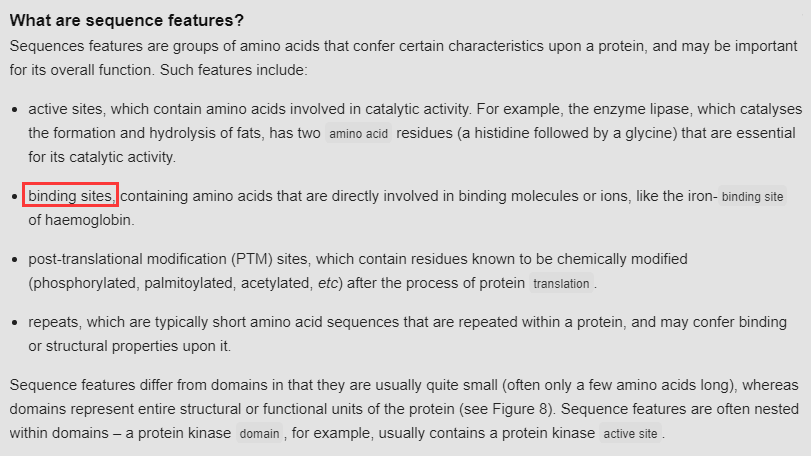 What are sequence features?
Sequences features are groups of amino acids that confer certain characteristics upon a protein, and may be important
for its overall function. Such features include:
• active sites, which contain amino acids involved in catalytic activity. For example, the enzyme lipase, which catalyses
the formation and hydrolysis of fats, has two amino acid residues (a histidine followed by a glycine) that are essential
for its catalytic activity.
• binding sites, containing amino acids that are directly involved in binding molecules or ions, like the iron- binding site
of haemoglobin.
• post-translational modification (PTM) sites, which contain residues known to be chemically modified
(phosphorylated, palmitoylated, acetylated, etc) after the process of protein translation .
• repeats, which are typically short amino acid sequences that are repeated within a protein, and may confer binding
or structural properties upon it.
Sequence features differ from domains in that they are usually quite small (often only a few amino acids long), whereas
domains represent entire structural or functional units of the protein (see Figure 8). Sequence features are often nested
within domains – a protein kinase domain , for example, usually contains a protein kinase active site .